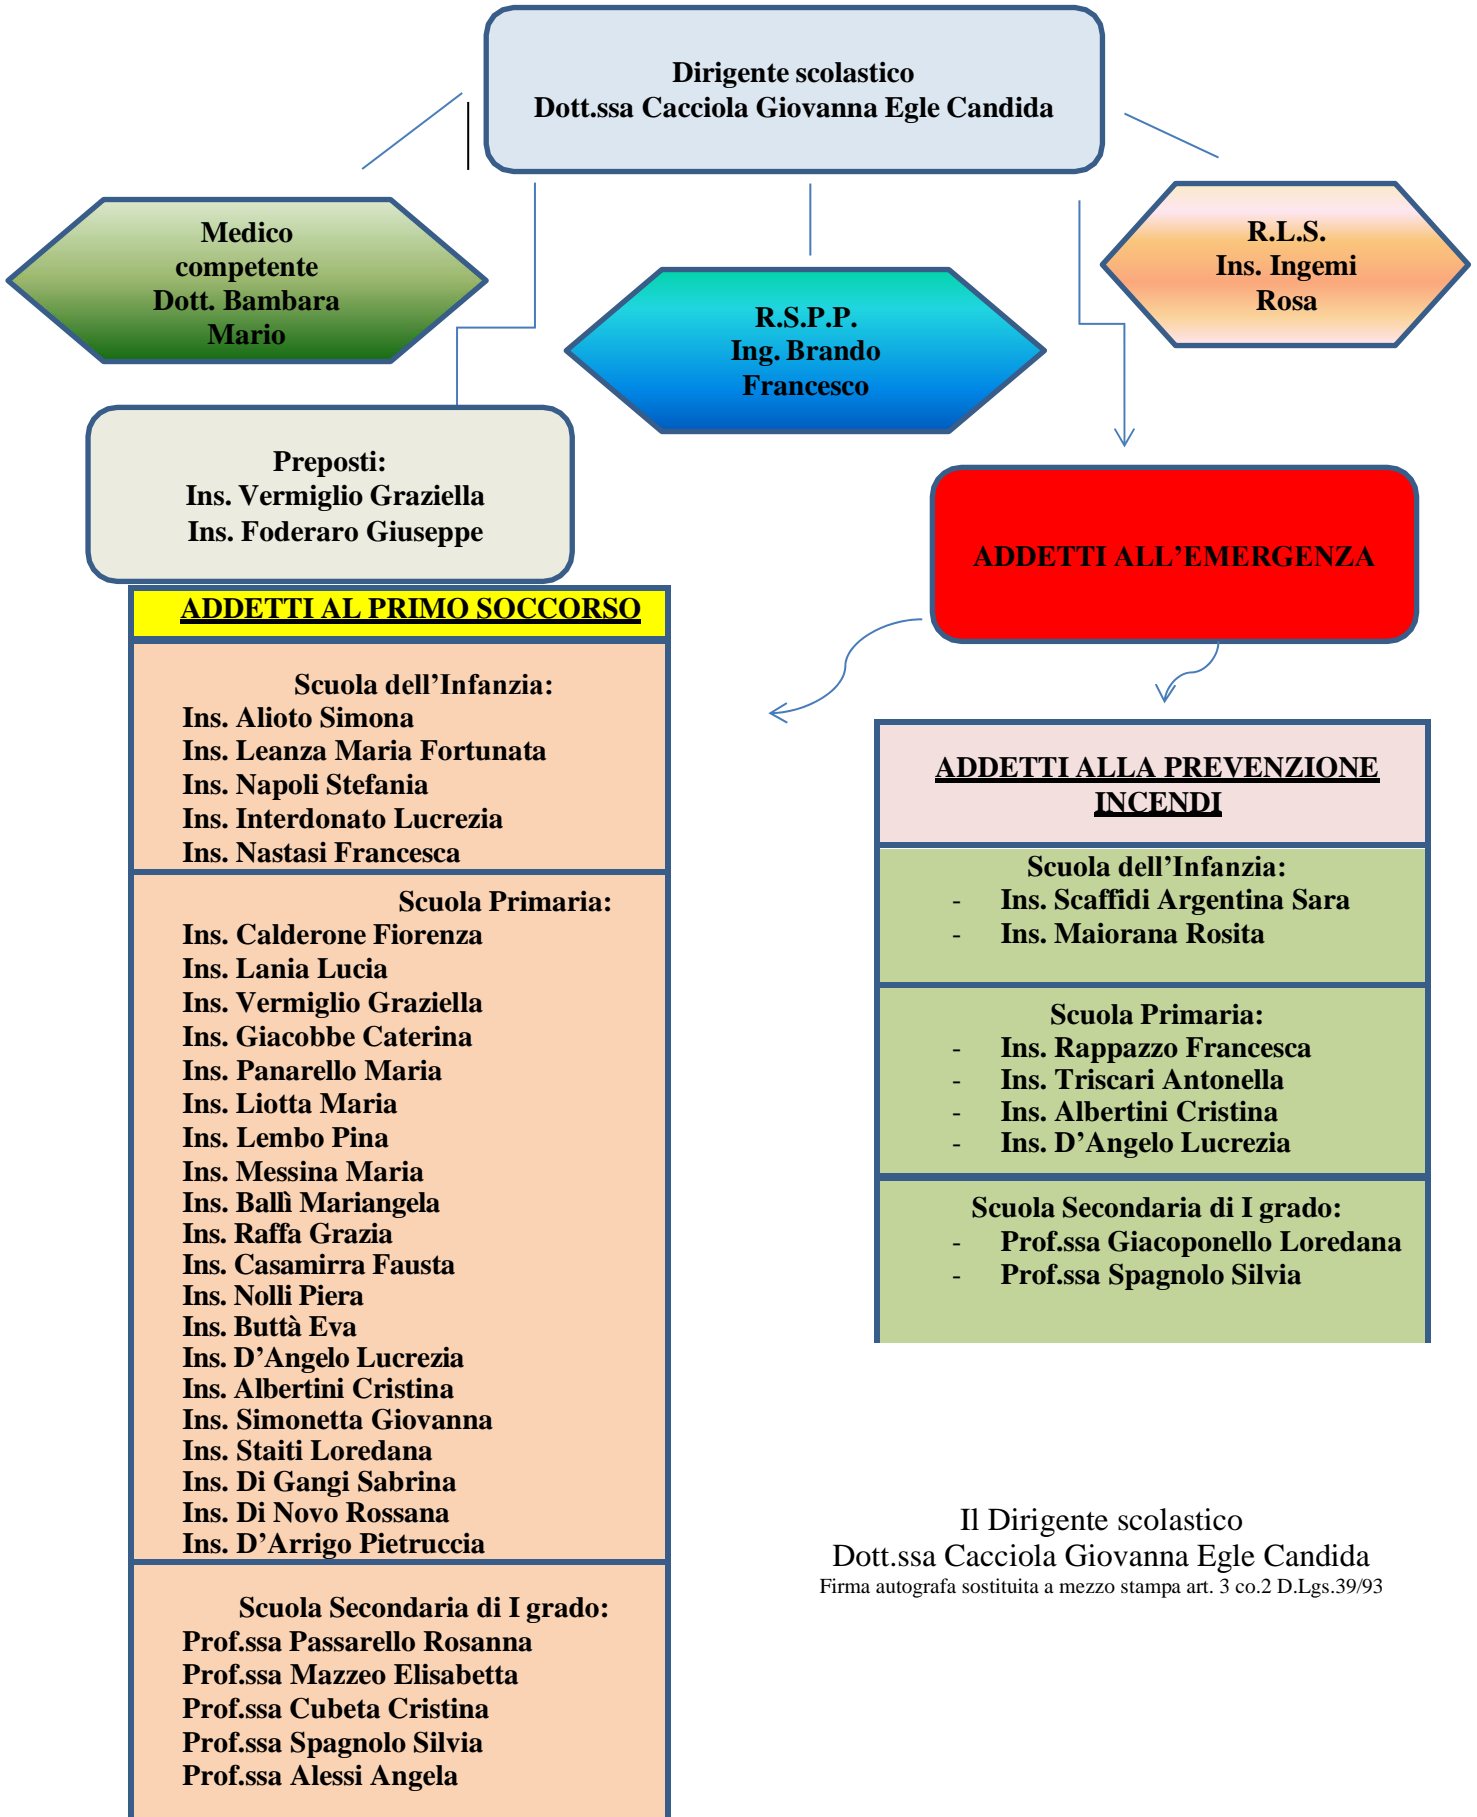 Dirigente scolastico
Dott.ssa Cacciola Giovanna Egle Candida
Medico
competente
Dott. Bambara
Mario
R.S.P.P.
Ing. Brando
Francesco
R.L.S.
Ins. Ingemi
Rosa
Preposti:
Ins. Vermiglio Graziella
Ins. Foderaro Giuseppe
ADDETTI ALL’EMERGENZA
ADDETTI AL PRIMO SOCCORSO
Scuola dell’Infanzia:
Ins. Alioto Simona
Ins. Leanza Maria Fortunata
Ins. Napoli Stefania
Ins. Interdonato Lucrezia
Ins. Nastasi Francesca
Scuola Primaria:
Ins. Calderone Fiorenza
Ins. Lania Lucia
Ins. Vermiglio Graziella
Ins. Giacobbe Caterina
Ins. Panarello Maria
Ins. Liotta Maria
Ins. Lembo Pina
Ins. Messina Maria
Ins. Ballì Mariangela
Ins. Raffa Grazia
Ins. Casamirra Fausta
Ins. Nolli Piera
Ins. Buttà Eva
Ins. D’Angelo Lucrezia
Ins. Albertini Cristina
Ins. Simonetta Giovanna
Ins. Staiti Loredana
Ins. Di Gangi Sabrina
Ins. Di Novo Rossana
Ins. D’Arrigo Pietruccia
Scuola Secondaria di I grado:
Prof.ssa Passarello Rosanna
Prof.ssa Mazzeo Elisabetta
Prof.ssa Cubeta Cristina
Prof.ssa Spagnolo Silvia
Prof.ssa Alessi Angela
ADDETTI ALLA PREVENZIONE
INCENDI
Scuola dell’Infanzia:
- Ins. Scaffidi Argentina Sara
- Ins. Maiorana Rosita
Scuola Primaria:
- Ins. Rappazzo Francesca
- Ins. Triscari Antonella
- Ins. Albertini Cristina
- Ins. D’Angelo Lucrezia
Scuola Secondaria di I grado:
- Prof.ssa Giacoponello Loredana
- Prof.ssa Spagnolo Silvia
Il Dirigente scolastico
Dott.ssa Cacciola Giovanna Egle Candida
Firma autografa sostituita a mezzo stampa art. 3 co.2 D.Lgs.39/93